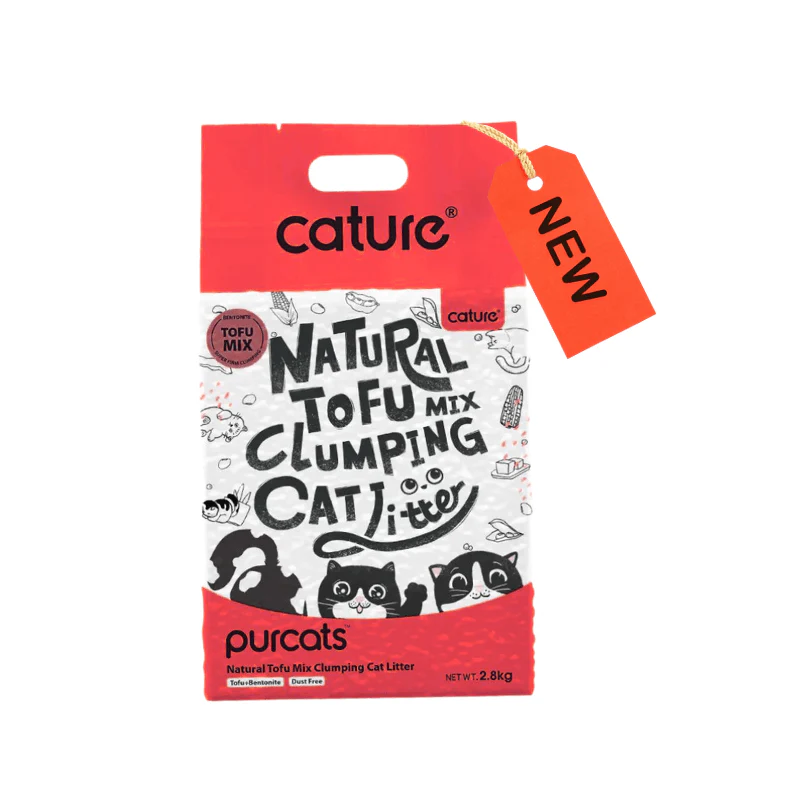 cature®
NEW
cature®
BENTONITE
TOFU
MIX
NATURAL
TOFU MIX
CLUMPING
CAT Litter
purcats™
Natural Tofu Mix Clumping Cat Litter
Tofu+Bentonite Dust Free
NET WT. 2.8kg